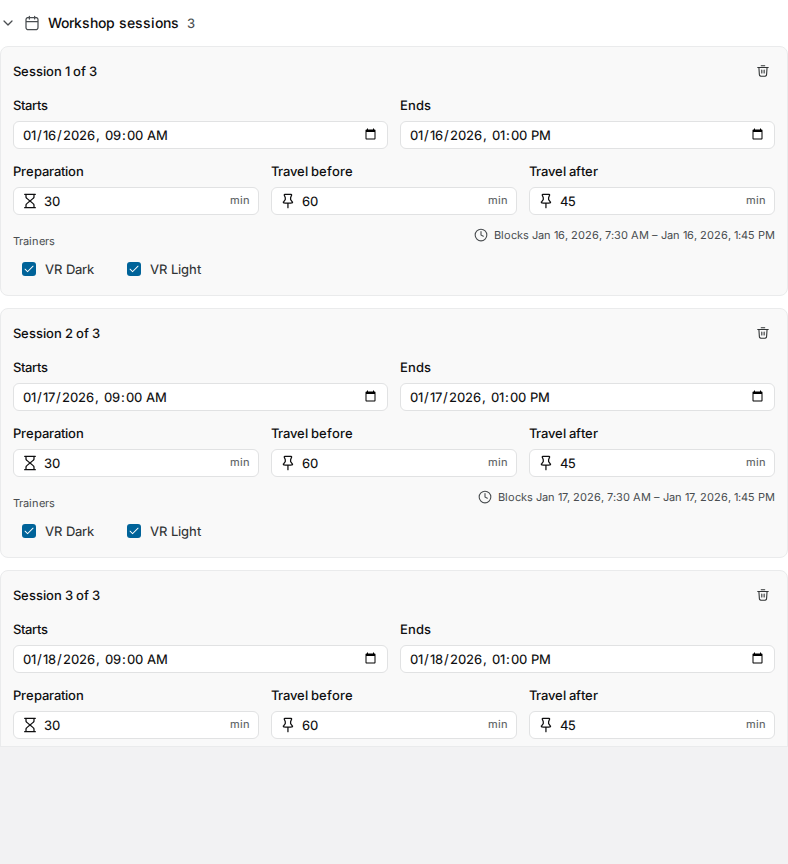 Workshop sessions 3
Session 1 of 3
Starts Ends
01/16/2026, 09:00 AM 01/16/2026, 01:00 PM
Preparation Travel before Travel after
30 min 60 min 45 min
Trainers Blocks Jan 16, 2026, 7:30 AM – Jan 16, 2026, 1:45 PM
VR Dark VR Light
Session 2 of 3
Starts Ends
01/17/2026, 09:00 AM 01/17/2026, 01:00 PM
Preparation Travel before Travel after
30 min 60 min 45 min
Trainers Blocks Jan 17, 2026, 7:30 AM – Jan 17, 2026, 1:45 PM
VR Dark VR Light
Session 3 of 3
Starts Ends
01/18/2026, 09:00 AM 01/18/2026, 01:00 PM
Preparation Travel before Travel after
30 min 60 min 45 min